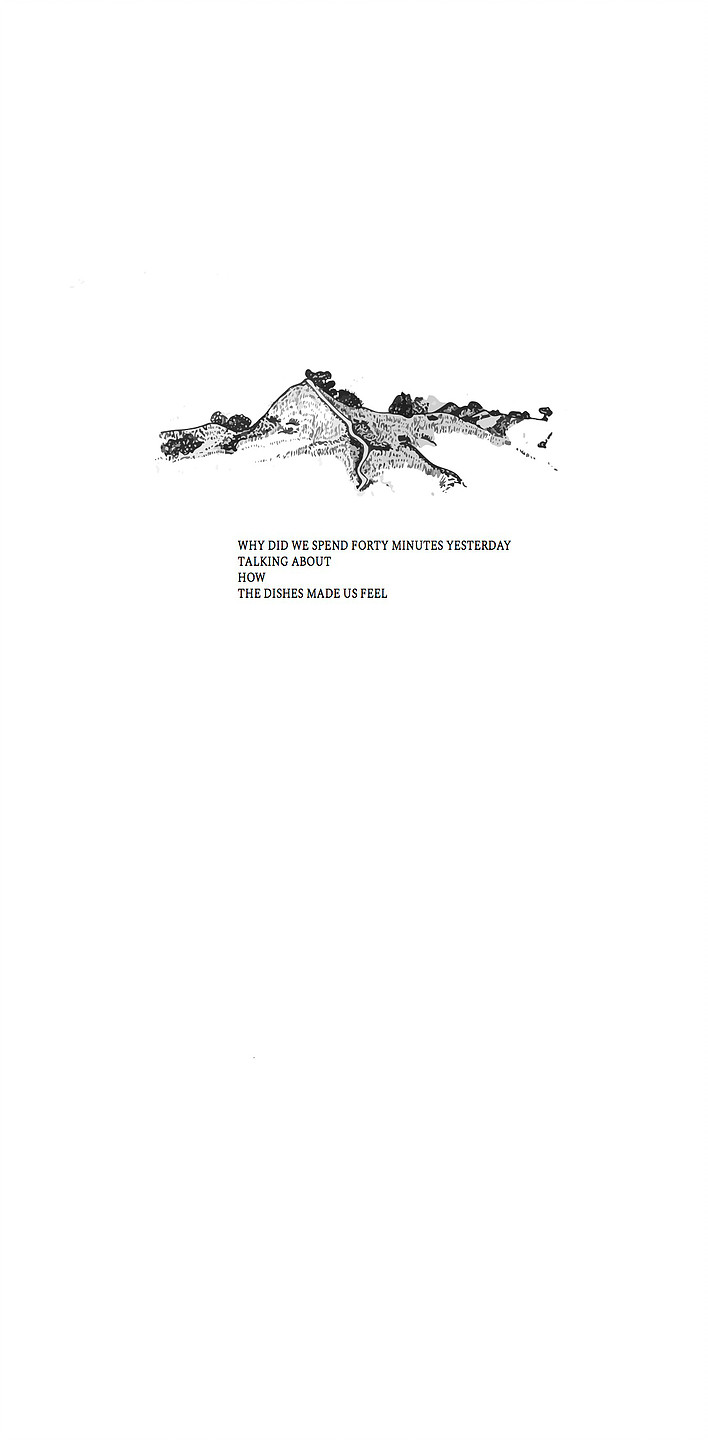 WHY DID WE SPEND FORTY MINUTES YESTERDAY
TALKING ABOUT
HOW
THE DISHES MADE US FEEL